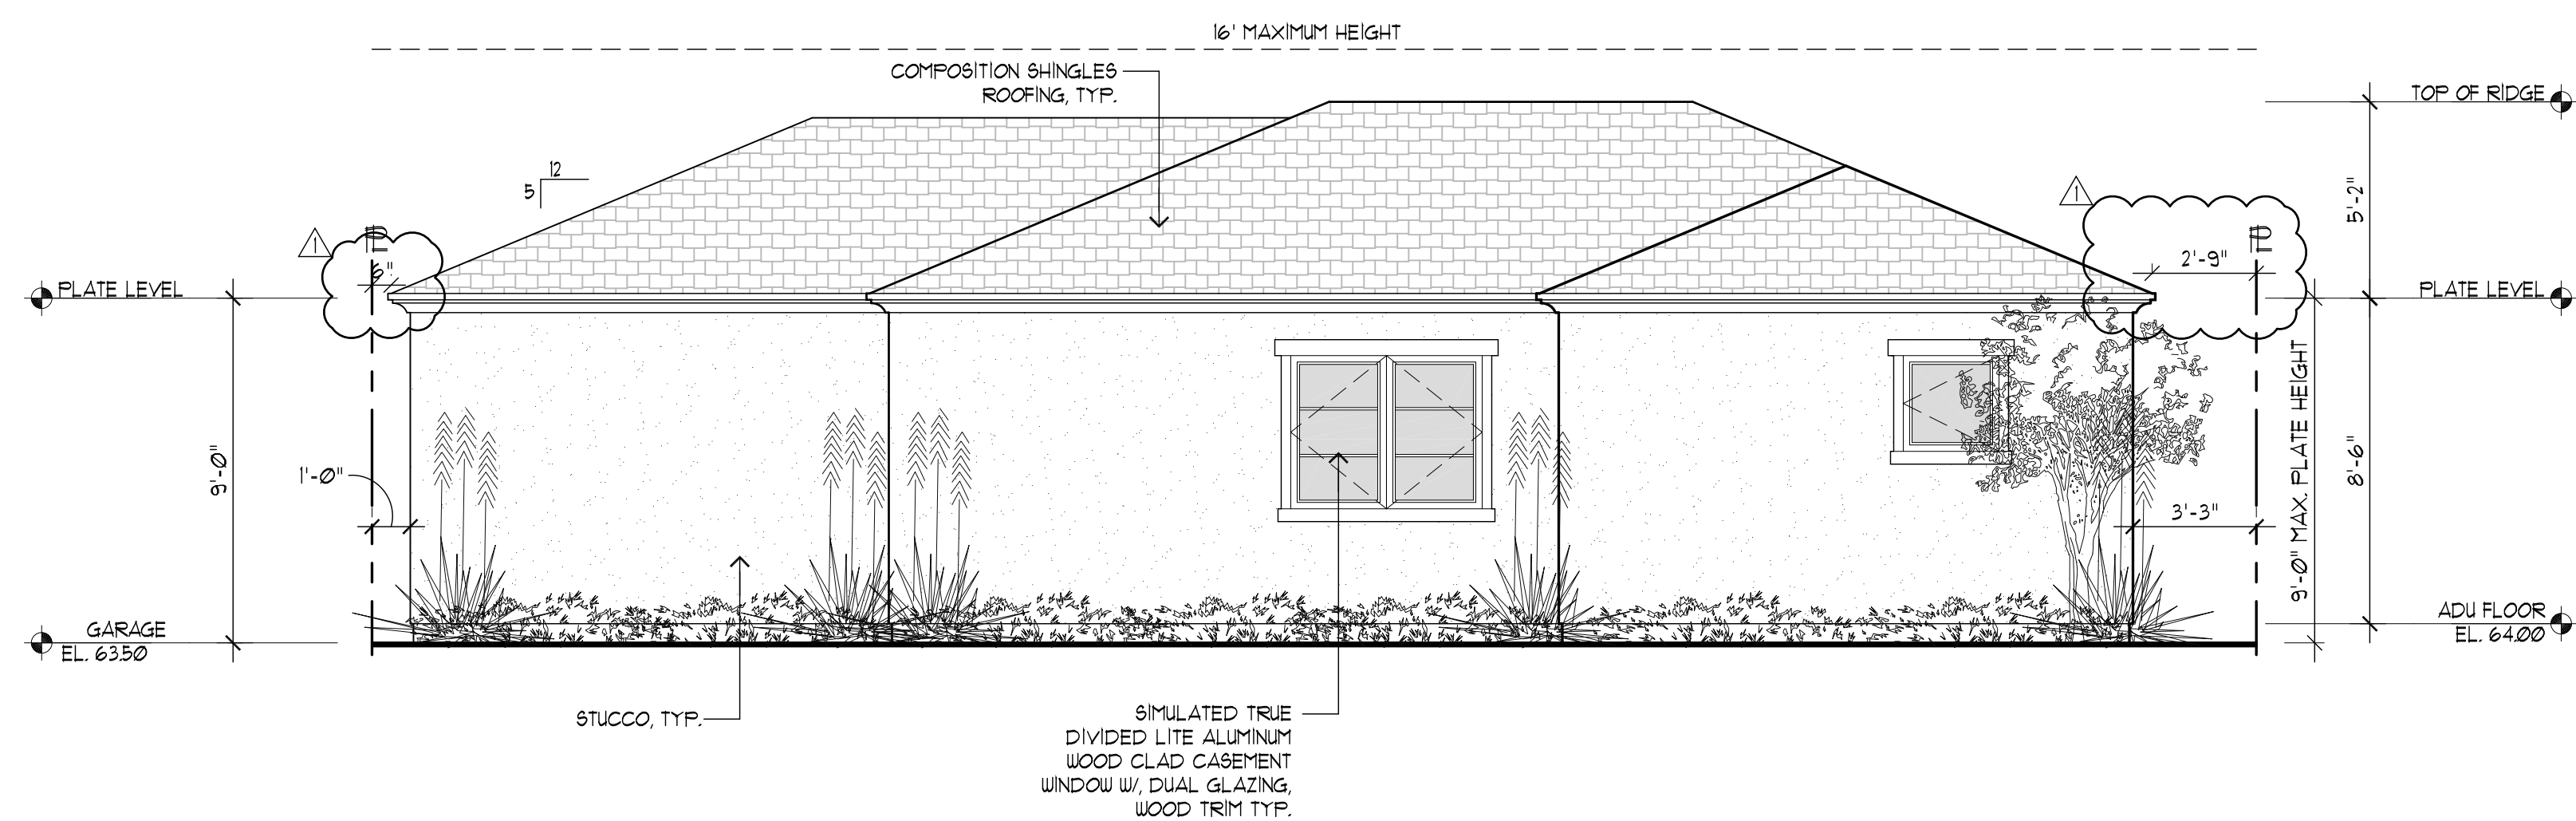 16' MAXIMUM HEIGHT
COMPOSITION SHINGLES
ROOFING, TYP.
TOP OF RIDGE
12
5
5'-2"
1
1
PL
6"
PL
2'-9"
PLATE LEVEL
PLATE LEVEL
9'-0"
1'-0"
9'-0" MAX. PLATE HEIGHT
8'-6"
3'-3"
GARAGE
EL. 63.50
ADU FLOOR
EL. 64.00
STUCCO, TYP.
SIMULATED TRUE
DIVIDED LITE ALUMINUM
WOOD CLAD CASEMENT
WINDOW W/, DUAL GLAZING,
WOOD TRIM TYP.